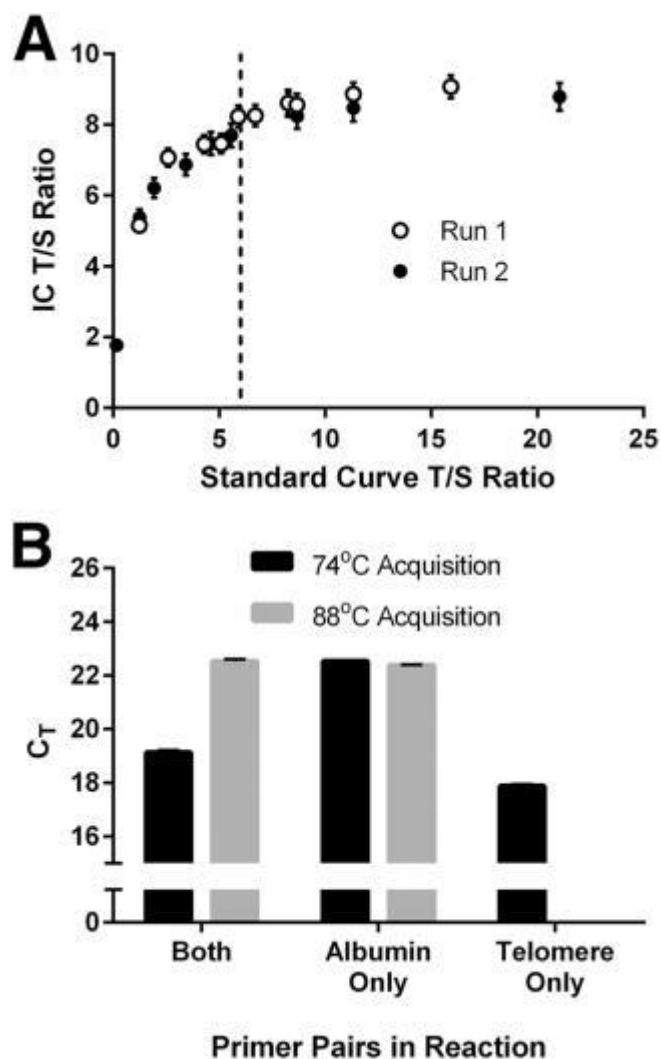 A
10
8
6
4
2
0
IC T/S Ratio
Run 1
Run 2
0 5 10 15 20 25
Standard Curve T/S Ratio
B
26
24
22
20
18
16
0
C_T
74°C Acquisition
88°C Acquisition
Both Albumin Only Telomere Only
Primer Pairs in Reaction